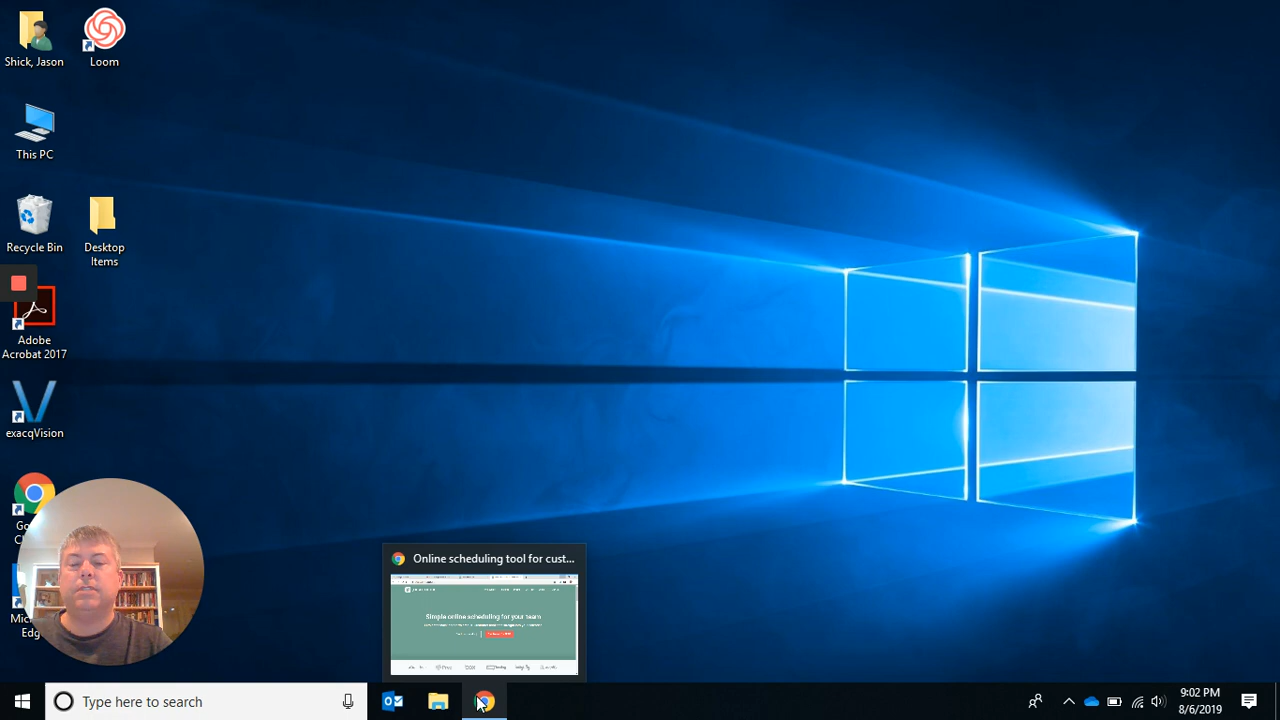 Shick, Jason
Loom
This PC
Recycle Bin
Desktop
Items
Adobe
Acrobat 2017
exacqVision
Online scheduling tool for cust...
Simple online scheduling for your team
Type here to search
9:02 PM
8/6/2019